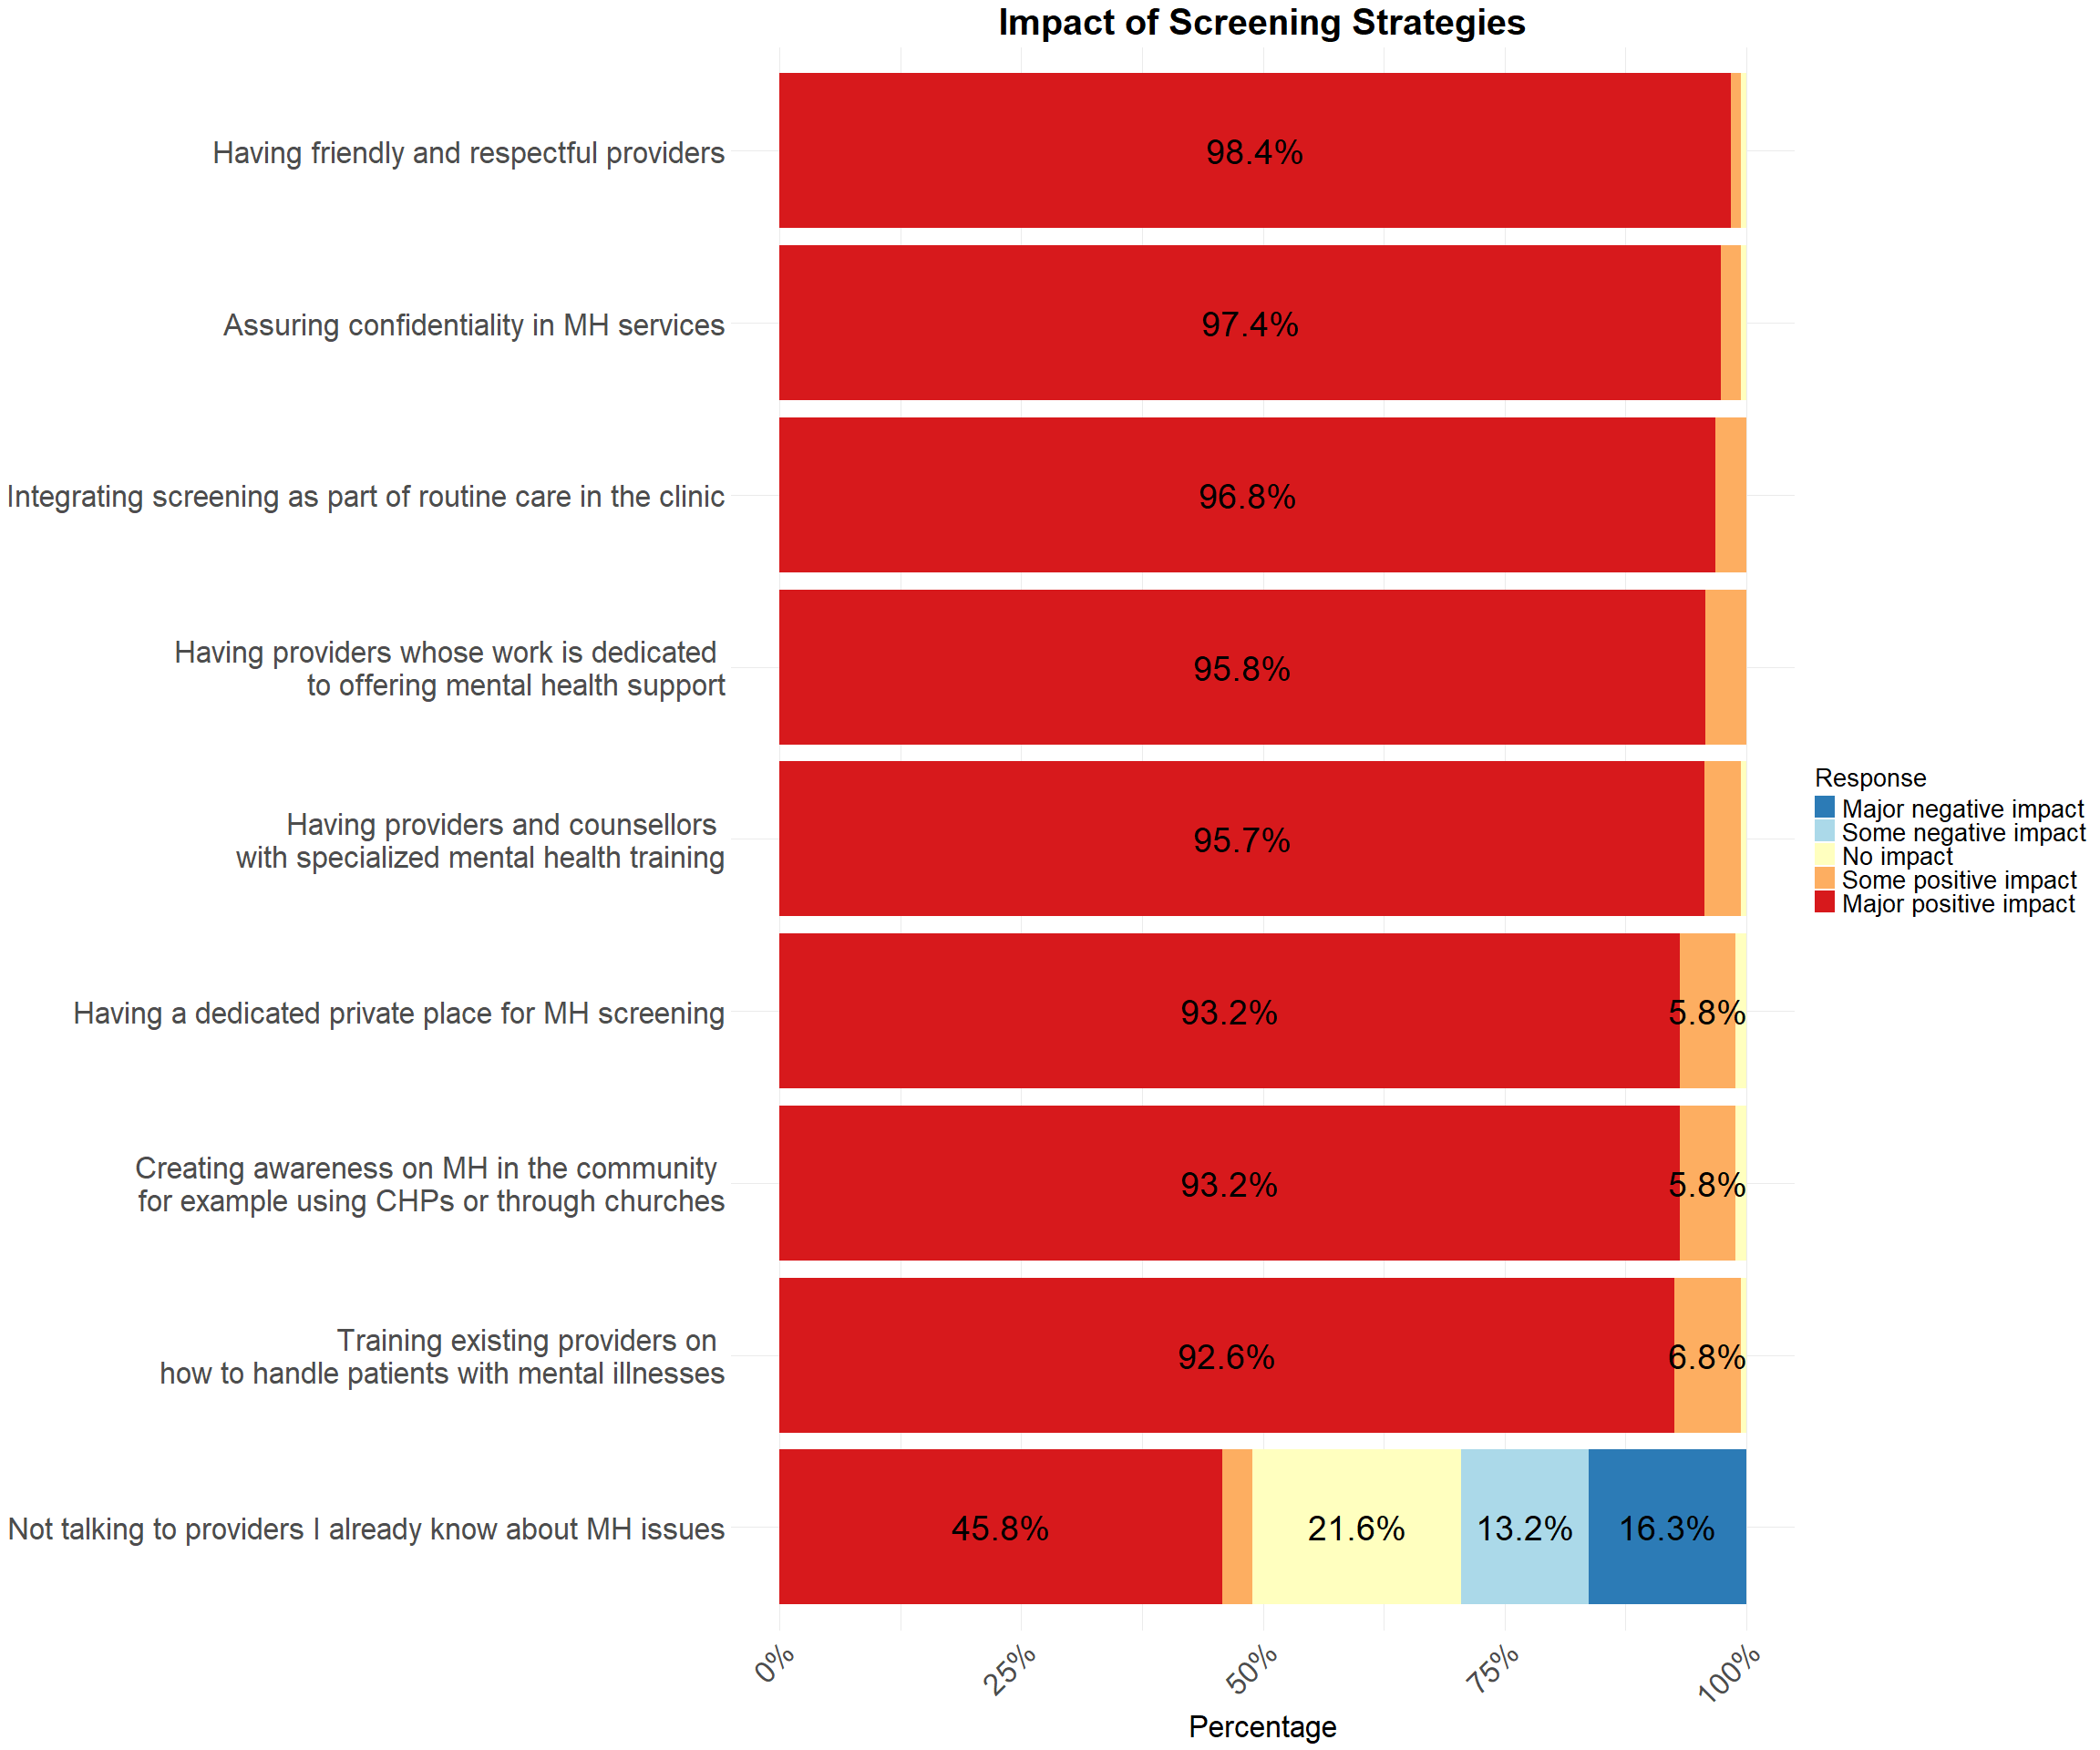 Impact of Screening Strategies
Having friendly and respectful providers
98.4%
Assuring confidentiality in MH services
97.4%
Integrating screening as part of routine care in the clinic
96.8%
Having providers whose work is dedicated
to offering mental health support
95.8%
Having providers and counsellors
with specialized mental health training
95.7%
Having a dedicated private place for MH screening
93.2%
5.8%
Creating awareness on MH in the community
for example using CHPs or through churches
93.2%
5.8%
Training existing providers on
how to handle patients with mental illnesses
92.6%
6.8%
Not talking to providers I already know about MH issues
45.8%
21.6%
13.2%
16.3%
0%
25%
50%
75%
100%
Percentage
Response
Major negative impact
Some negative impact
No impact
Some positive impact
Major positive impact